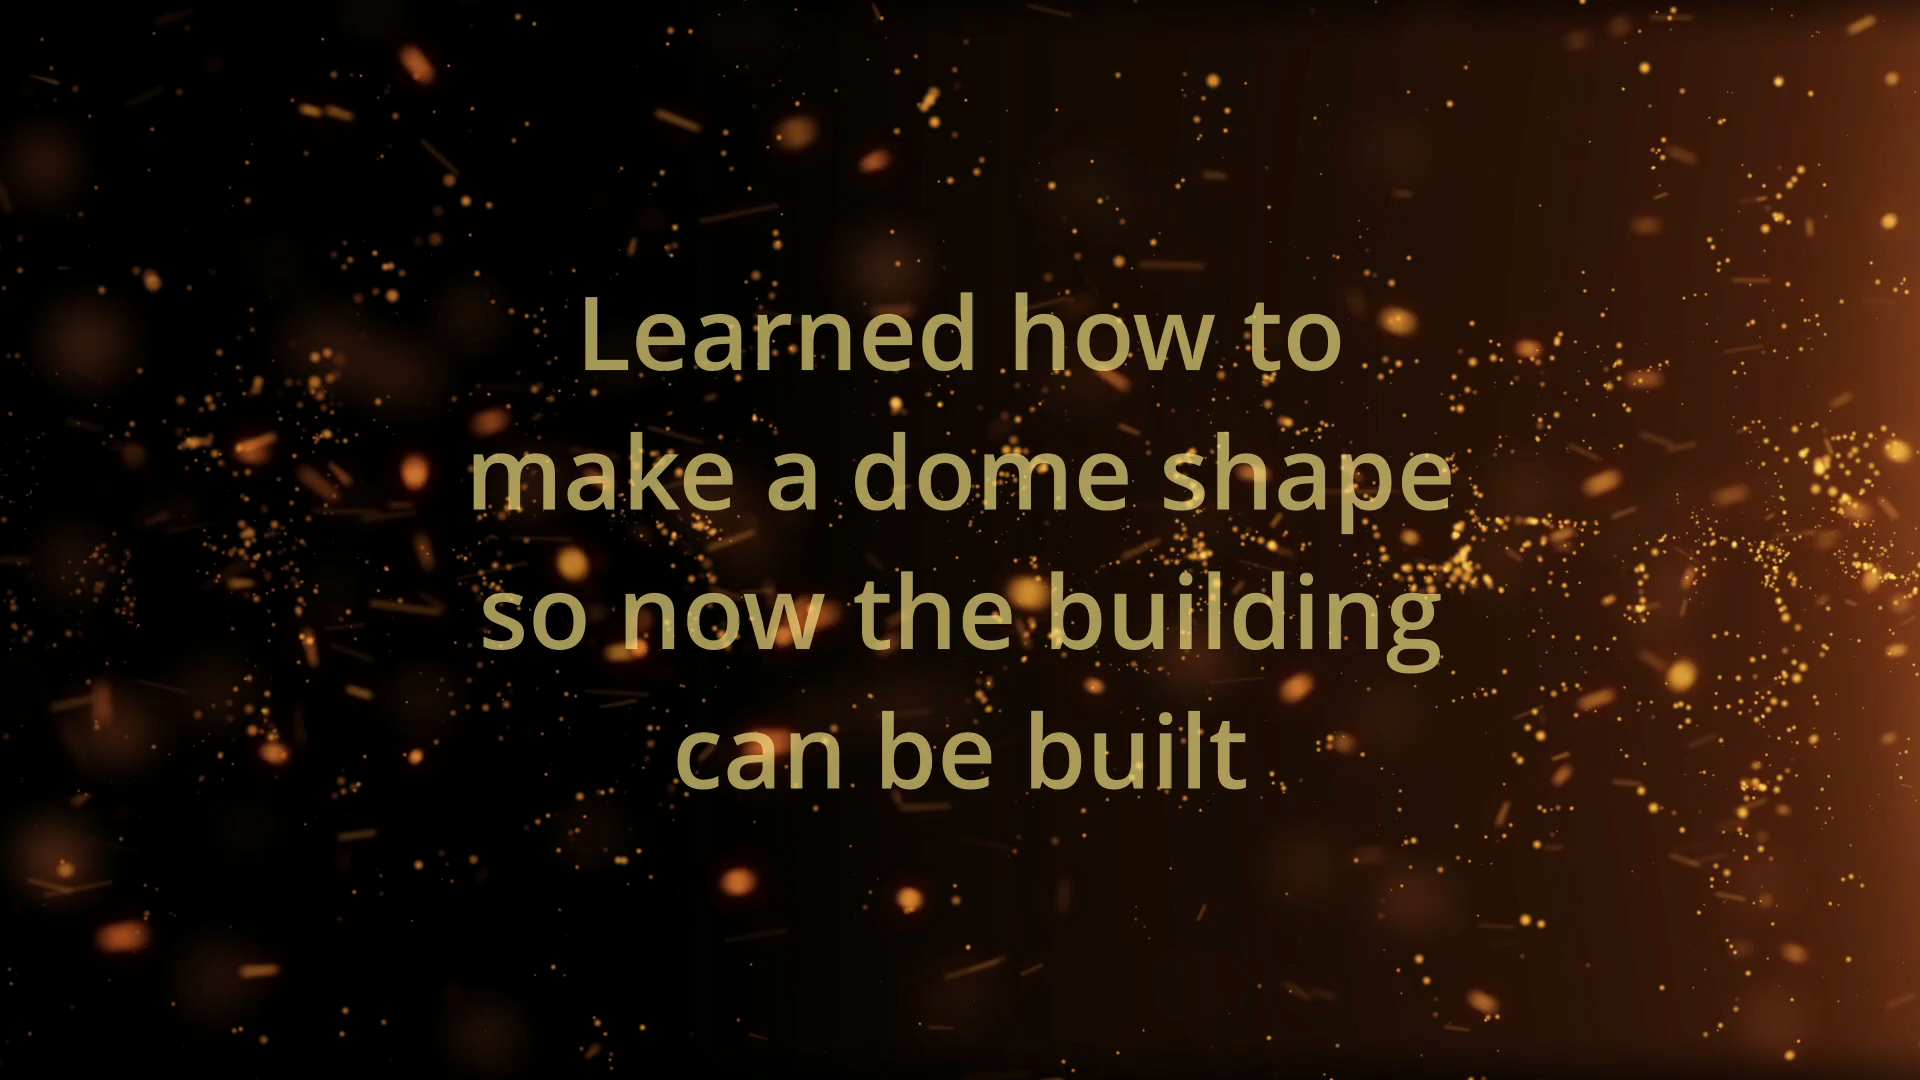 Learned how to
make a dome shape
so now the building
can be built